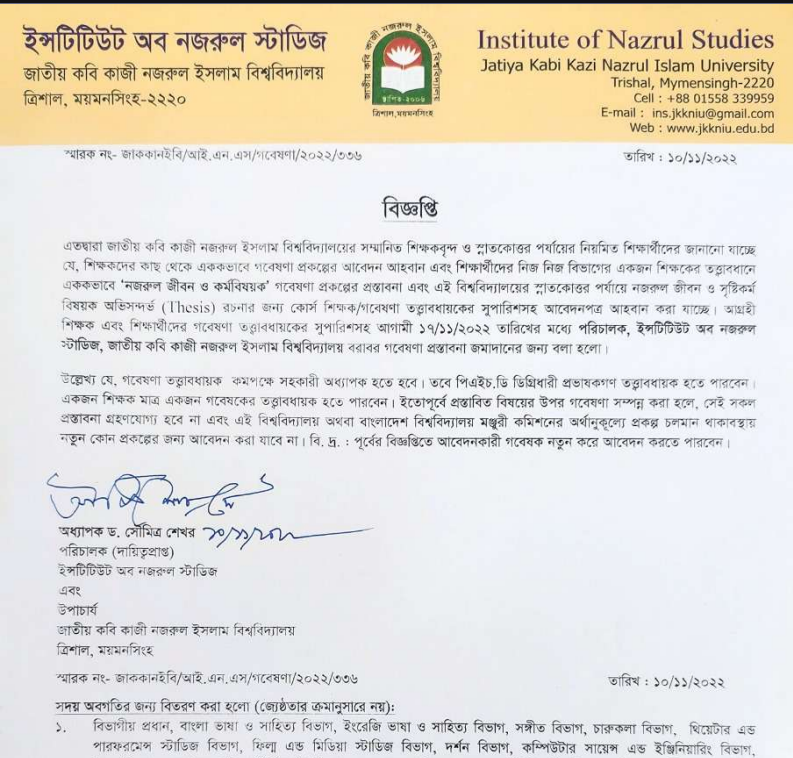 ইন্সটিটিউট অব নজরুল স্টাডিজ
জাতীয় কবি কাজী নজরুল ইসলাম বিশ্ববিদ্যালয়
ত্রিশাল, ময়মনসিংহ-২২২০
জাতীয় কবি কাজী নজরুল ইসলাম বিশ্ববিদ্যালয়
স্থাপিত-২০০৬
ত্রিশাল, ময়মনসিংহ
Institute of Nazrul Studies
Jatiya Kabi Kazi Nazrul Islam University
Trishal, Mymensingh-2220
Cell : +88 01558 339959
E-mail : ins.jkkniu@gmail.com
Web : www.jkkniu.edu.bd
স্মারক নং- জাককানইবি/আই.এন.এস/গবেষণা/২০২২/৩৩৬ তারিখ : ১০/১১/২০২২
বিজ্ঞপ্তি
এতদ্বারা জাতীয় কবি কাজী নজরুল ইসলাম বিশ্ববিদ্যালয়ের সম্মানিত শিক্ষকবৃন্দ ও স্নাতকোত্তর পর্যায়ের নিয়মিত শিক্ষার্থীদের জানানো যাচ্ছে
যে, শিক্ষকদের কাছ থেকে এককভাবে গবেষণা প্রকল্পের আবেদন আহবান এবং শিক্ষার্থীদের নিজ নিজ বিভাগের একজন শিক্ষকের তত্ত্বাবধানে
এককভাবে ‘নজরুল জীবন ও কর্মবিষয়ক’ গবেষণা প্রকল্পের প্রস্তাবনা এবং এই বিশ্ববিদ্যালয়ের স্নাতকোত্তর পর্যায়ে নজরুল জীবন ও সৃষ্টিকর্ম
বিষয়ক অভিসন্দর্ভ (Thesis) রচনার জন্য কোর্স শিক্ষক/গবেষণা তত্ত্বাবধায়কের সুপারিশসহ আবেদনপত্র আহবান করা যাচ্ছে। আগ্রহী
শিক্ষক এবং শিক্ষার্থীদের গবেষণা তত্ত্বাবধায়কের সুপারিশসহ আগামী ১৭/১১/২০২২ তারিখের মধ্যে পরিচালক, ইন্সটিটিউট অব নজরুল
স্টাডিজ, জাতীয় কবি কাজী নজরুল ইসলাম বিশ্ববিদ্যালয় বরাবর গবেষণা প্রস্তাবনা জমাদানের জন্য বলা হলো।
উল্লেখ্য যে, গবেষণা তত্ত্বাবধায়ক কমপক্ষে সহকারী অধ্যাপক হতে হবে। তবে পিএইচ.ডি ডিগ্রিধারী প্রভাষকগণ তত্ত্বাবধায়ক হতে পারবেন।
একজন শিক্ষক মাত্র একজন গবেষকের তত্ত্বাবধায়ক হতে পারবেন। ইতোপূর্বে প্রস্তাবিত বিষয়ের উপর গবেষণা সম্পন্ন করা হলে, সেই সকল
প্রস্তাবনা গ্রহণযোগ্য হবে না এবং এই বিশ্ববিদ্যালয় অথবা বাংলাদেশ বিশ্ববিদ্যালয় মঞ্জুরী কমিশনের অর্থানুকূল্যে প্রকল্প চলমান থাকাবস্থায়
নতুন কোন প্রকল্পের জন্য আবেদন করা যাবে না। বি. দ্র. : পূর্বের বিজ্ঞপ্তিতে আবেদনকারী গবেষক নতুন করে আবেদন করতে পারবেন।
অধ্যাপক ড. সৌমিত্র শেখর
পরিচালক (দায়িত্বপ্রাপ্ত)
ইন্সটিটিউট অব নজরুল স্টাডিজ
এবং
উপাচার্য
জাতীয় কবি কাজী নজরুল ইসলাম বিশ্ববিদ্যালয়
ত্রিশাল, ময়মনসিংহ
স্মারক নং- জাককানইবি/আই.এন.এস/গবেষণা/২০২২/৩৩৬ তারিখ : ১০/১১/২০২২
সদয় অবগতির জন্য বিতরণ করা হলো (জ্যেষ্ঠতার ক্রমানুসারে নয়):
১. বিভাগীয় প্রধান, বাংলা ভাষা ও সাহিত্য বিভাগ, ইংরেজি ভাষা ও সাহিত্য বিভাগ, সঙ্গীত বিভাগ, চারুকলা বিভাগ, থিয়েটার এন্ড
পারফরমেন্স স্টাডিজ বিভাগ, ফিল্ম এন্ড মিডিয়া স্টাডিজ বিভাগ, দর্শন বিভাগ, কম্পিউটার সায়েন্স এন্ড ইঞ্জিনিয়ারিং বিভাগ,